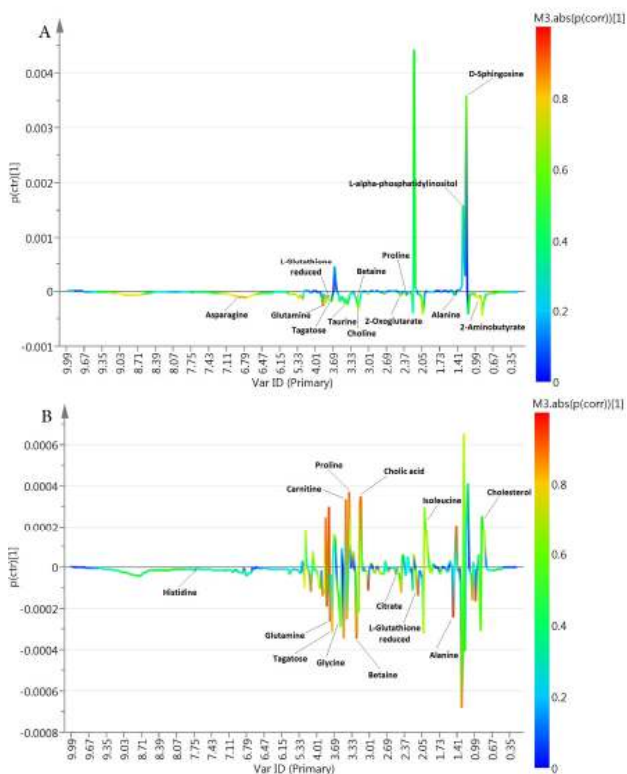 A
M3.abs(p(corr))[1]
D-Sphingosine
0.004
0.8
0.003
L-alpha-phosphatidylinositol
0.6
p(ctr)[1]
0.002
0.001
L-Glutathione
reduced
Betaine
Proline
0.4
0
Asparagine
Glutamine
Tagatose
Taurine
Choline
2-Oxoglutarate
Alanine
2-Aminobutyrate
0.2
-0.001
0
9.99 9.67 9.35 9.03 8.71 8.39 8.07 7.75 7.43 7.11 6.79 6.47 6.15 5.33 4.01 3.69 3.33 3.01 2.69 2.37 2.05 1.73 1.41 0.99 0.67 0.35
Var ID (Primary)
B
M3.abs(p(corr))[1]
0.0006
0.0004
Proline
Carnitine
Cholic acid
Isoleucine
Cholesterol
0.8
0.0002
p(ctr)[1]
0
0.6
Histidine
-0.0002
Glutamine
Tagatose
Glycine
Betaine
Citrate
L-Glutathione
reduced
Alanine
0.4
-0.0004
-0.0006
0.2
-0.0008
0
9.99 9.67 9.35 9.03 8.71 8.39 8.07 7.75 7.43 7.11 6.79 6.47 6.15 5.33 4.01 3.69 3.33 3.01 2.69 2.37 2.05 1.73 1.41 0.99 0.67 0.35
Var ID (Primary)